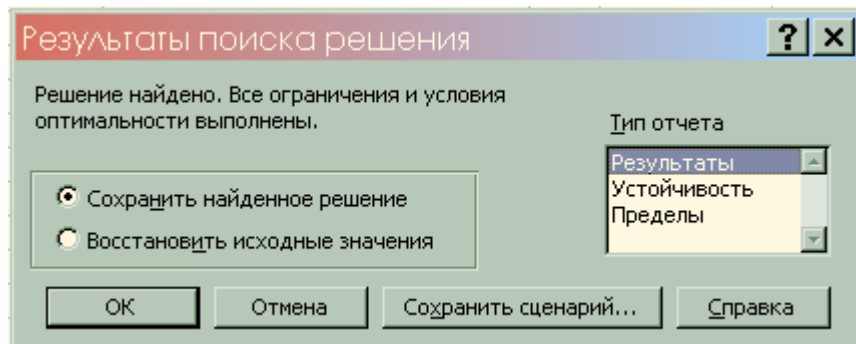 Результаты поиска решения
Решение найдено. Все ограничения и условия
оптимальности выполнены.
Тип отчета
Результаты
Устойчивость
Пределы
Сохранить найденное решение
Восстановить исходные значения
OK
Отмена
Сохранить сценарий...
Справка